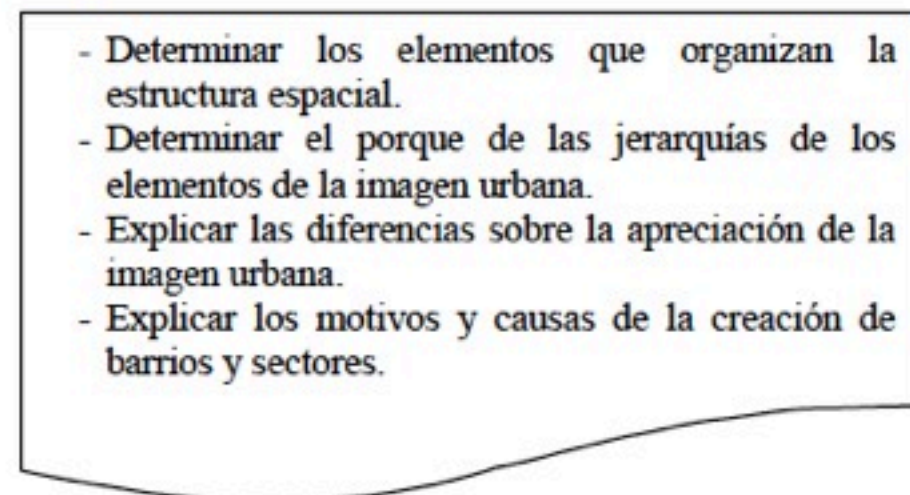 - Determinar los elementos que organizan la
estructura espacial.
- Determinar el porque de las jerarquías de los
elementos de la imagen urbana.
- Explicar las diferencias sobre la apreciación de la
imagen urbana.
- Explicar los motivos y causas de la creación de
barrios y sectores.